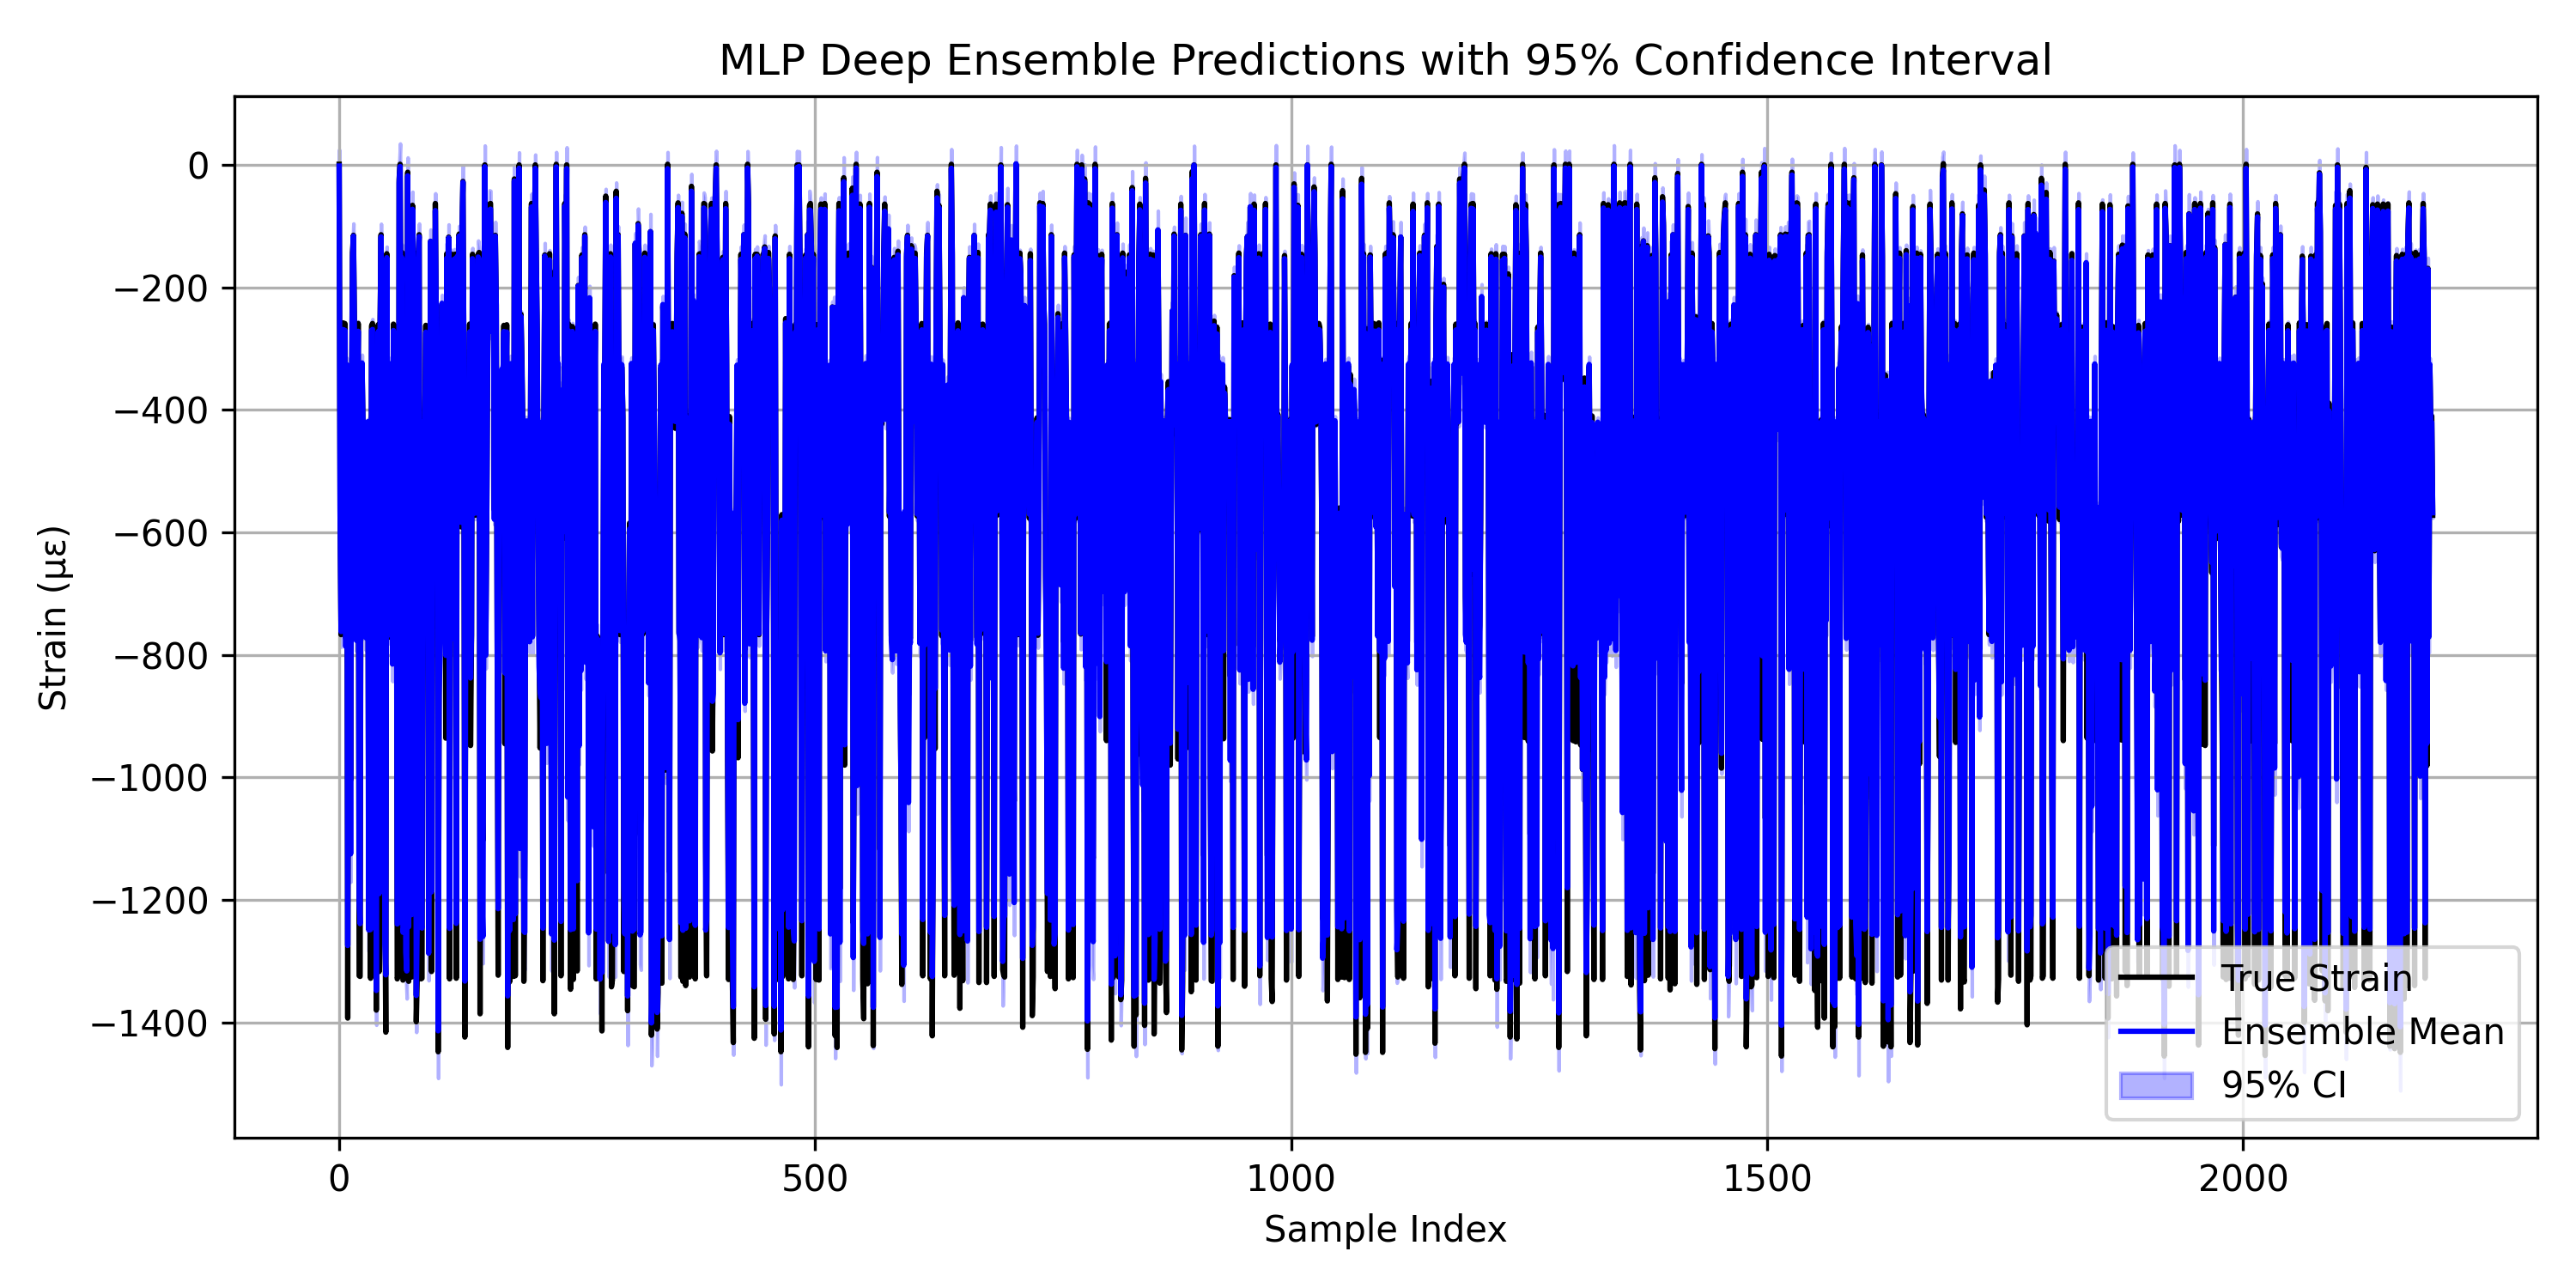 MLP Deep Ensemble Predictions with 95% Confidence Interval
0
−200
−400
−600
−800
−1000
−1200
−1400
Strain (με)
True Strain
Ensemble Mean
95% CI
0 500 1000 1500 2000
Sample Index